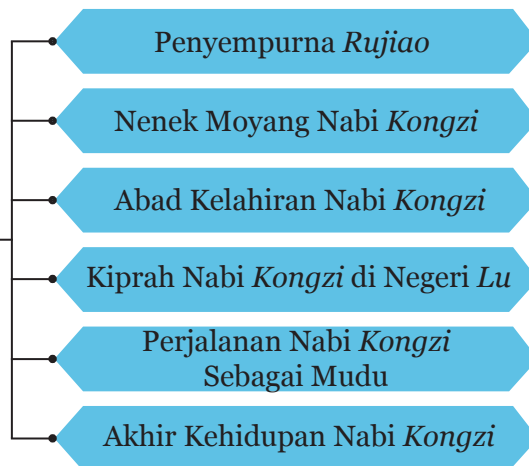 Penyempurna Rujiao
Nenek Moyang Nabi Kongzi
Abad Kelahiran Nabi Kongzi
Kiprah Nabi Kongzi di Negeri Lu
Perjalanan Nabi Kongzi
Sebagai Mudu
Akhir Kehidupan Nabi Kongzi